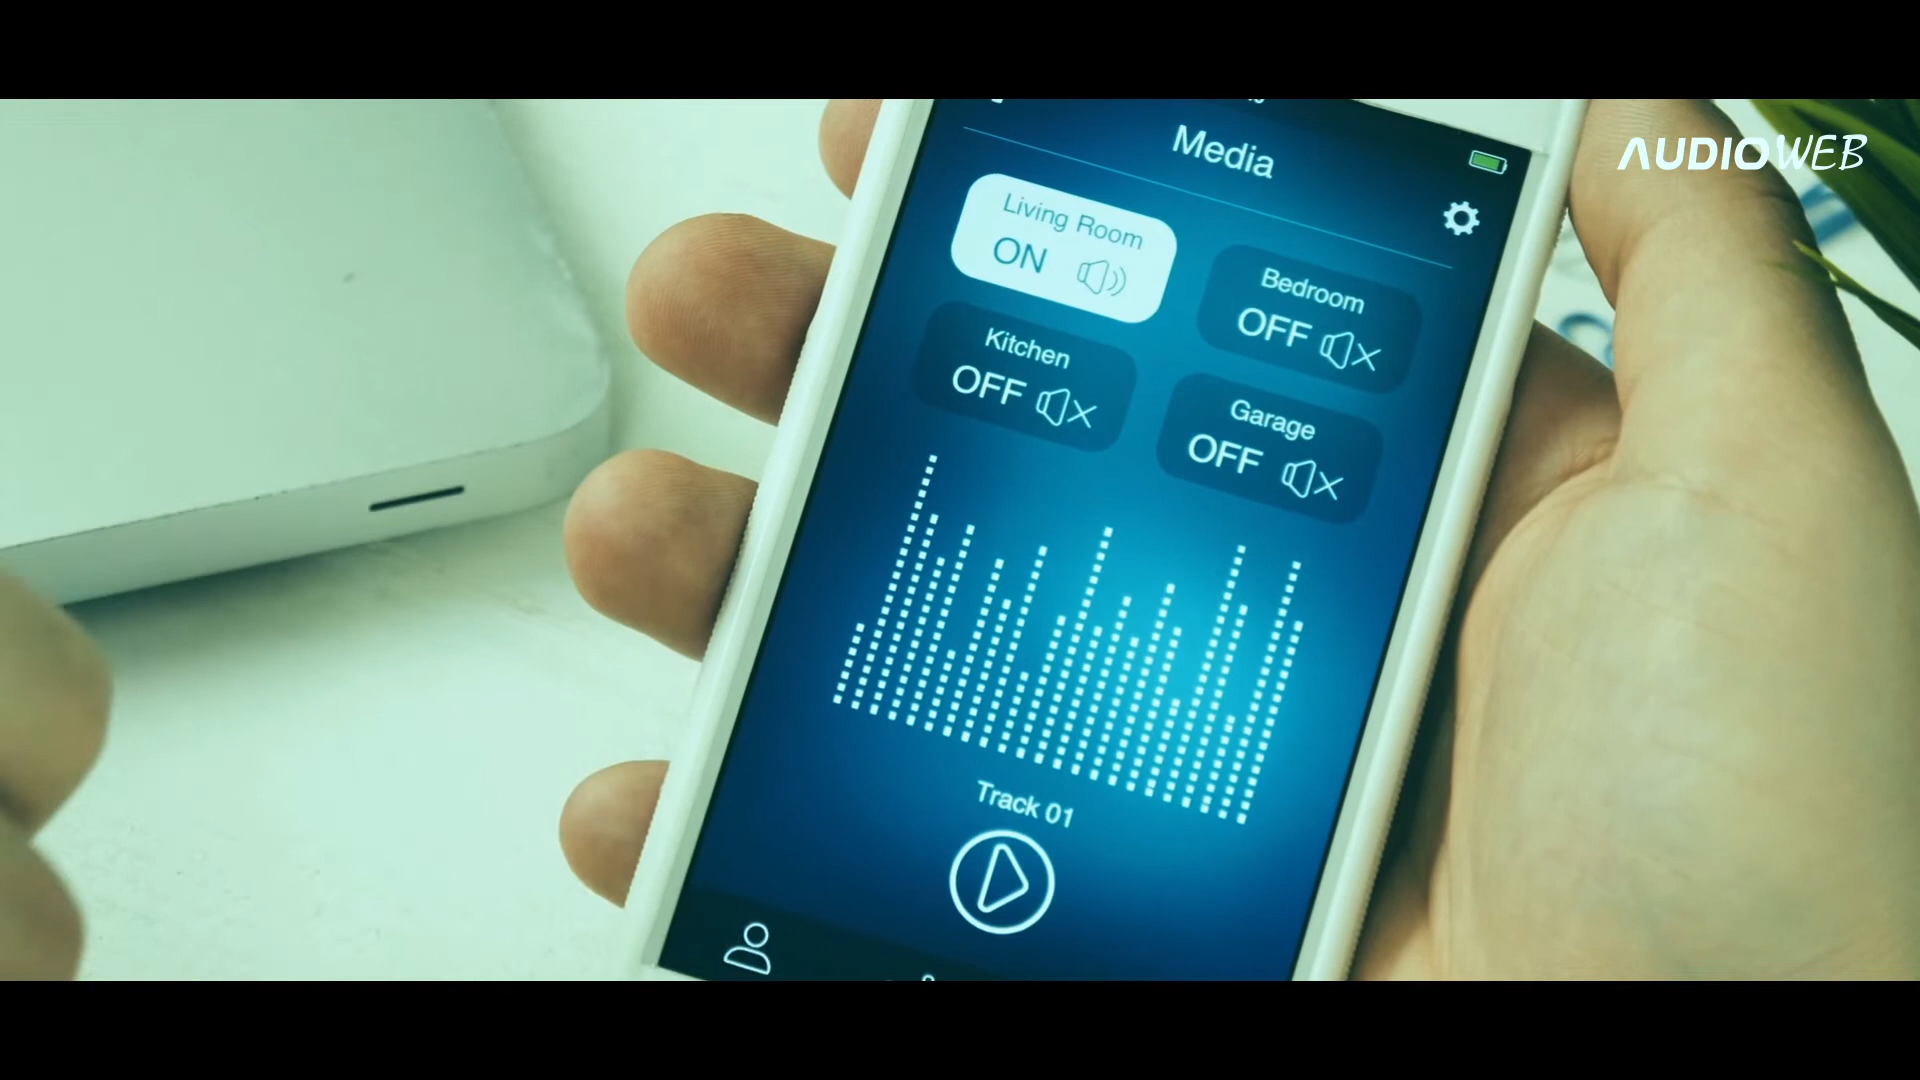 AUDIOWEB
Media
Living Room
ON
Bedroom
OFF
Kitchen
OFF
Garage
OFF
Track 01